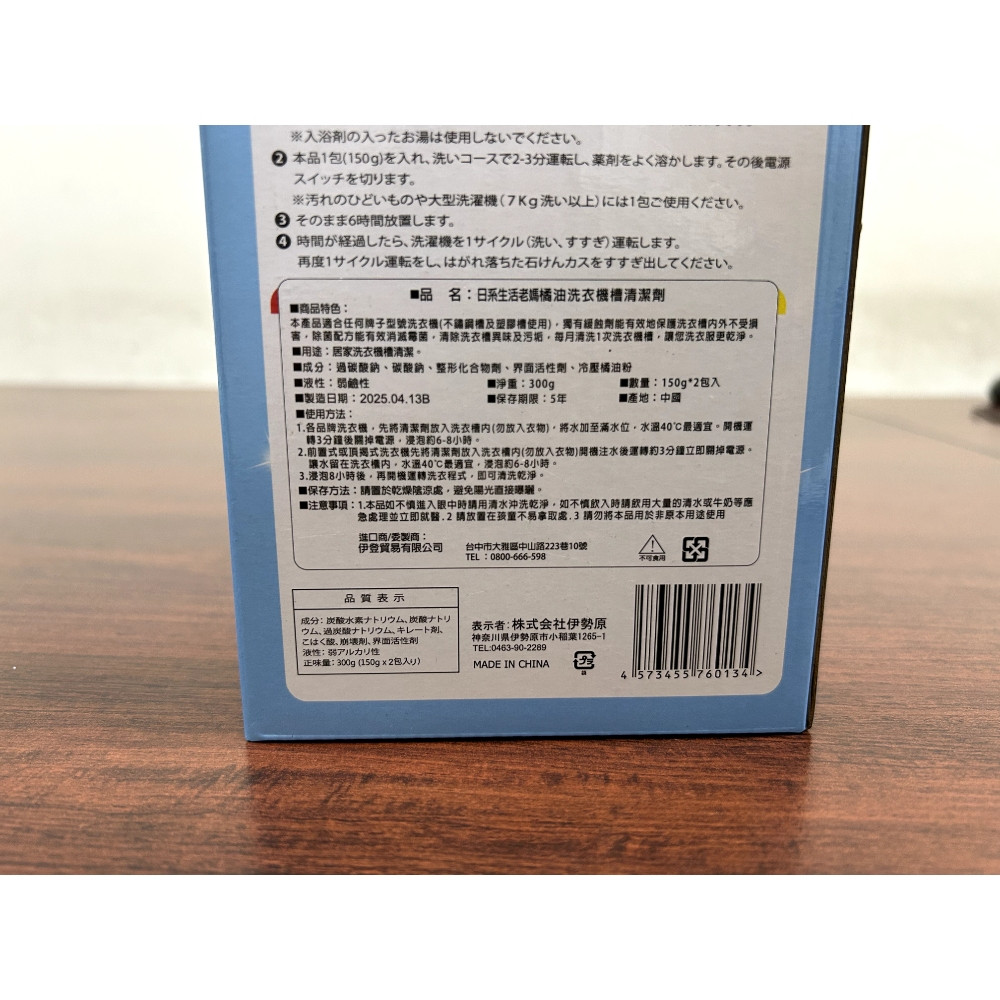 ※入浴剤の入ったお湯は使用しないでください。
❷ 本品1包(150g)を入れ、洗いコースで2-3分運転し、薬剤をよく溶かします。その後電源
スイッチを切ります。
※汚れのひどいものや大型洗濯機(7Kg洗い以上)には1包ご使用ください。
❸ そのまま6時間放置します。
❹ 時間が経過したら、洗濯機を1サイクル(洗い、すすぎ)運転します。
再度1サイクル運転をし、はがれ落ちた石けんカスをすすぎ出してください。
■品 名：日系生活老媽橘油洗衣機槽清潔劑
■商品特色：
本產品適合任何牌子型號洗衣機(不鏽鋼槽及塑膠槽使用)，獨有緩蝕劑能有效地保護洗衣槽內外不受損
害，除菌配方能有效消滅霉菌，清除洗衣槽異味及污垢，每月清洗1次洗衣機槽，讓您洗衣服更乾淨。
■用途：居家洗衣機槽清潔。
■成分：過碳酸鈉、碳酸鈉、整形化合物劑、界面活性劑、冷壓橘油粉
■液性：弱鹼性 ■淨重：300g ■數量：150g*2包入
■製造日期：2025.04.13B ■保存期限：5年 ■產地：中國
■使用方法：
1.各品牌洗衣機，先將清潔劑放入洗衣槽內(勿放入衣物)，將水加至滿水位，水溫40℃最適宜。開機運
轉3分鐘後關掉電源，浸泡約6-8小時。
2.前置式或頂揭式洗衣機先將清潔劑放入洗衣槽內(勿放入衣物)開機注水後運轉約3分鐘立即關掉電源。
讓水留在洗衣槽內，水溫40℃最適宜，浸泡約6-8小時。
3.浸泡8小時後，再開機運轉洗衣程式，即可清洗乾淨。
■保存方法：請置於乾燥陰涼處，避免陽光直接曝曬。
■注意事項：1.本品如不慎進入眼中時請用清水沖洗乾淨，如不慎飲入時請飲用大量的清水或牛奶等應
急處理並立即就醫.2 請放置在孩童不易拿取處.3 請勿將本品用於非原本用途使用
進口商/委製商：
伊登貿易有限公司
台中市大雅區中山路223巷10號
TEL：0800-666-598
不可食用
品質表示
成分：炭酸水素ナトリウム、炭酸ナトリ
ウム、過炭酸ナトリウム、キレート剤、
こはく酸、崩壊剤、界面活性剤
液性：弱アルカリ性
正味量：300g (150g x 2包入り)
表示者：株式会社伊勢原
神奈川県伊勢原市小稲葉1265-1
TEL:0463-90-2289
MADE IN CHINA
プラ
4 573455 760134 >